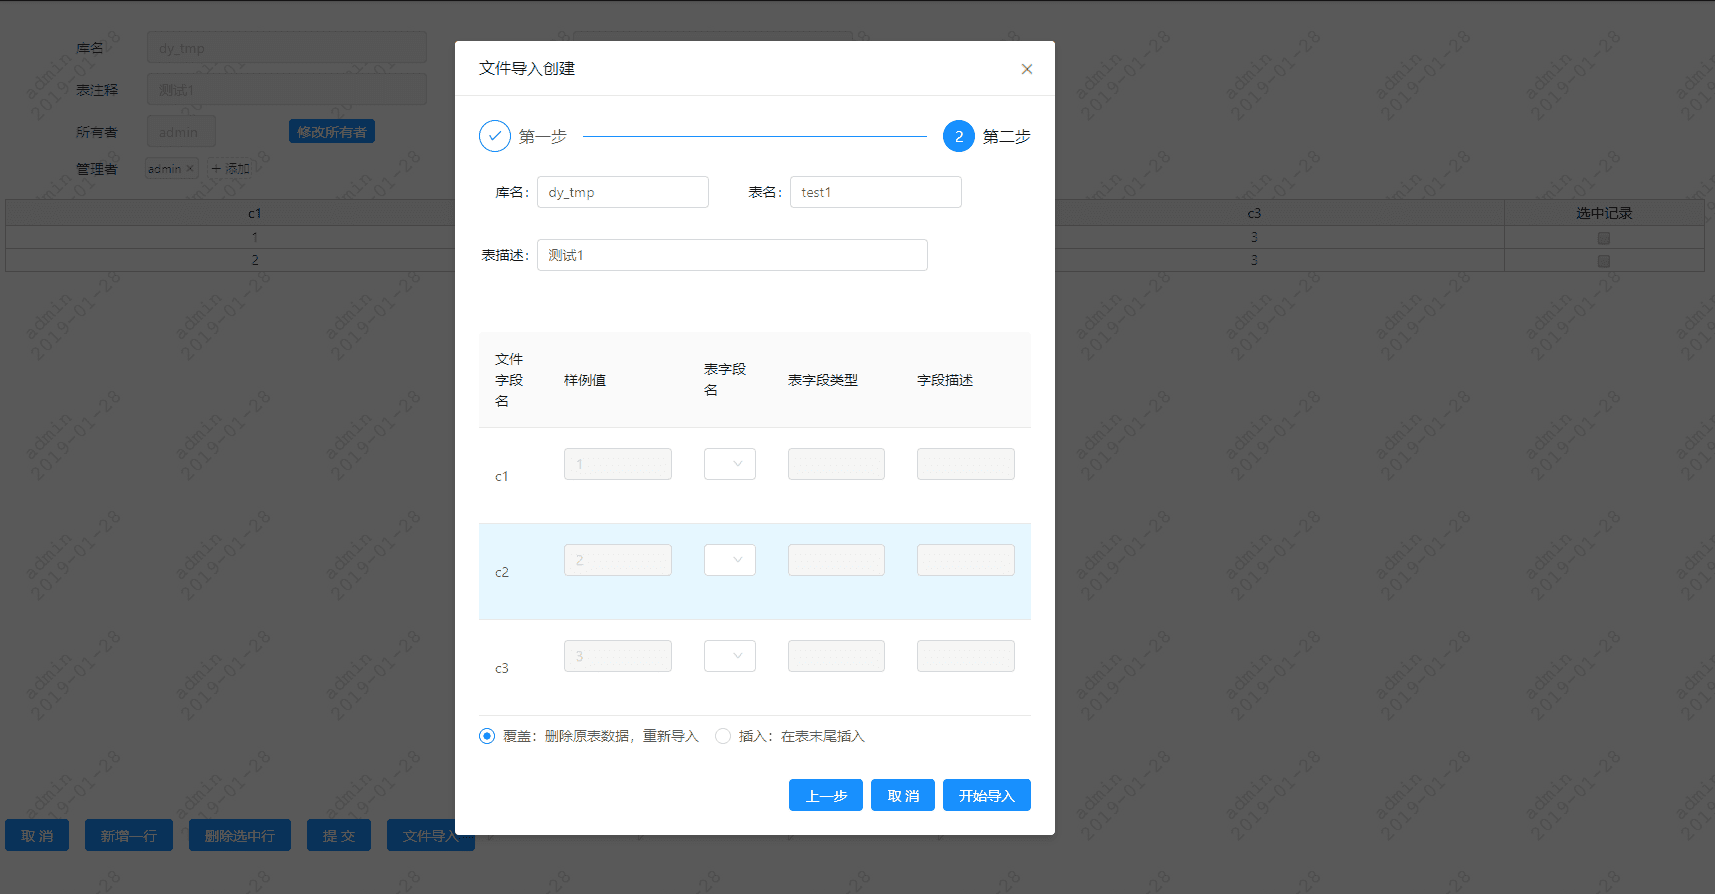 库名
dy_tmp
表注释
测试1
所有者
admin
修改所有者
管理者
admin ×
+ 添加
c1
c3
选中记录
1
3
2
3
文件导入创建
第一步
2
第二步
库名:
dy_tmp
表名:
test1
表描述:
测试1
文件
字段
名
样例值
表字段
名
表字段类型
字段描述
c1
1
c2
2
c3
3
覆盖: 删除原表数据, 重新导入
插入: 在表末尾插入
上一步
取 消
开始导入
取 消
新增一行
删除选中行
提 交
文件导入
admin
2019-01-28